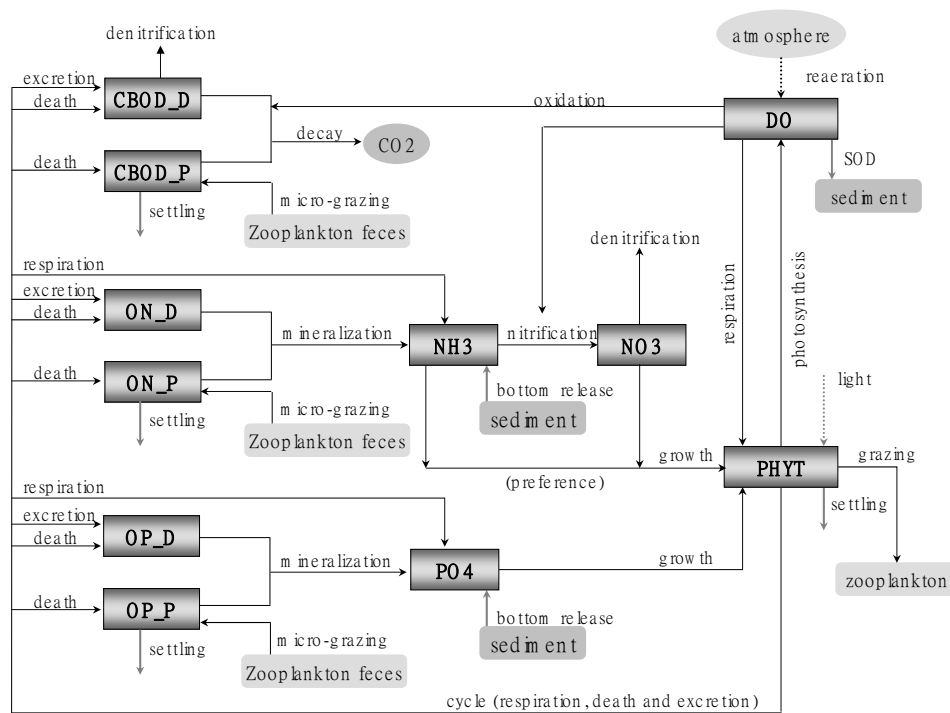 denitrification
atmosphere
excretion
reaeration
CBOD_D
death
oxidation
DO
decay
CO2
death
CBOD_P
SOD
sediment
settling
micro-grazing
Zooplankton feces
denitrification
respiration
photosynthesis
respiration
excretion
ON_D
death
mineralization
NH3
nitrification
NO3
death
ON_P
light
bottom release
sediment
settling
micro-grazing
Zooplankton feces
growth
PHYT
grazing
(preference)
respiration
settling
excretion
OP_D
death
mineralization
PO4
growth
zooplankton
death
OP_P
bottom release
sediment
settling
micro-grazing
Zooplankton feces
cycle (respiration, death and excretion)